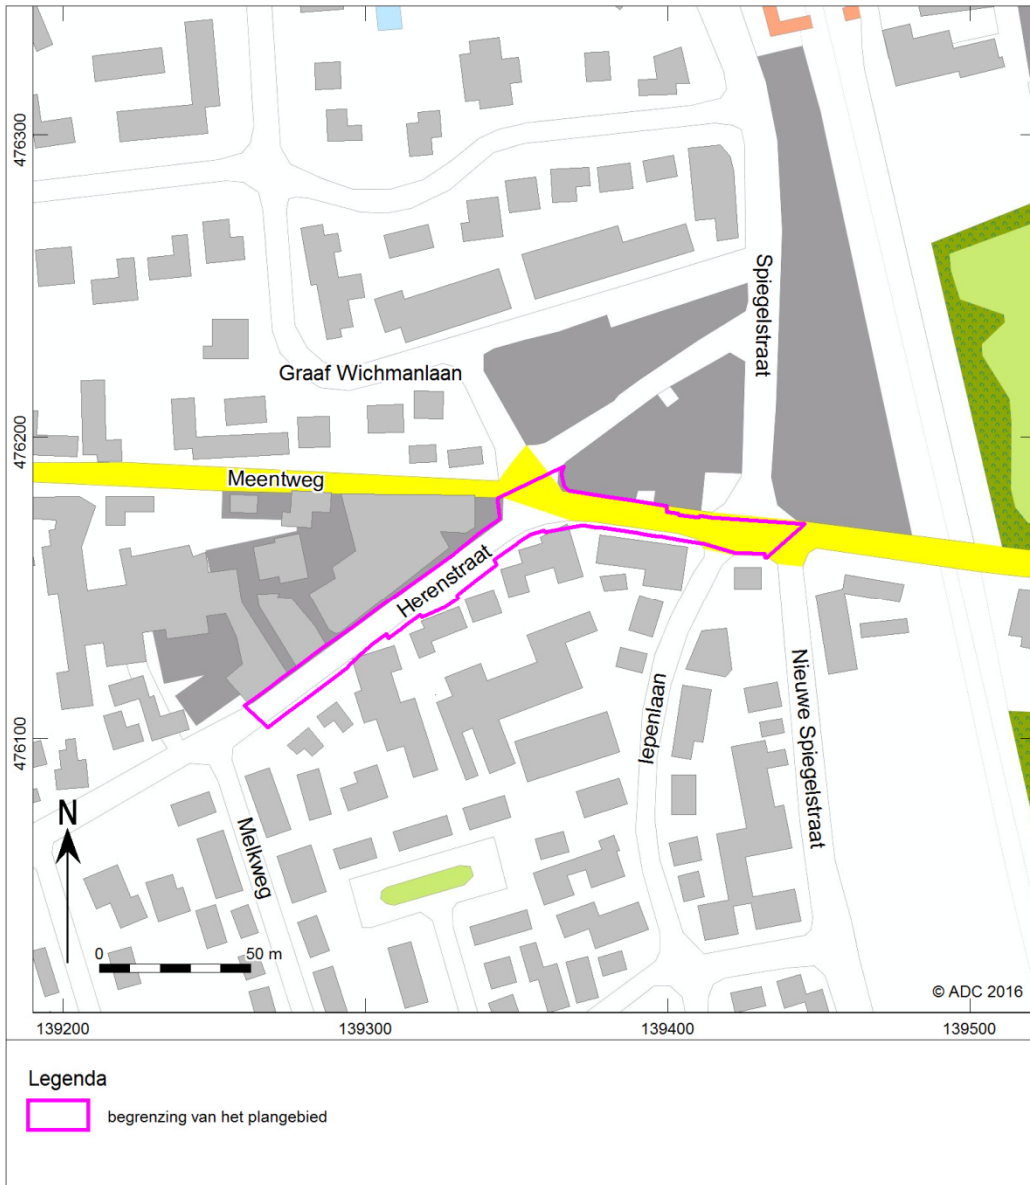 476300
476200
476100
Spiegelstraat
Graaf Wichmanlaan
Meentweg
Herenstraat
Iepenlaan
Nieuwe Spiegelstraat
Melkweg
N
0 50 m
© ADC 2016
139200 139300 139400 139500
Legenda
begrenzing van het plangebied